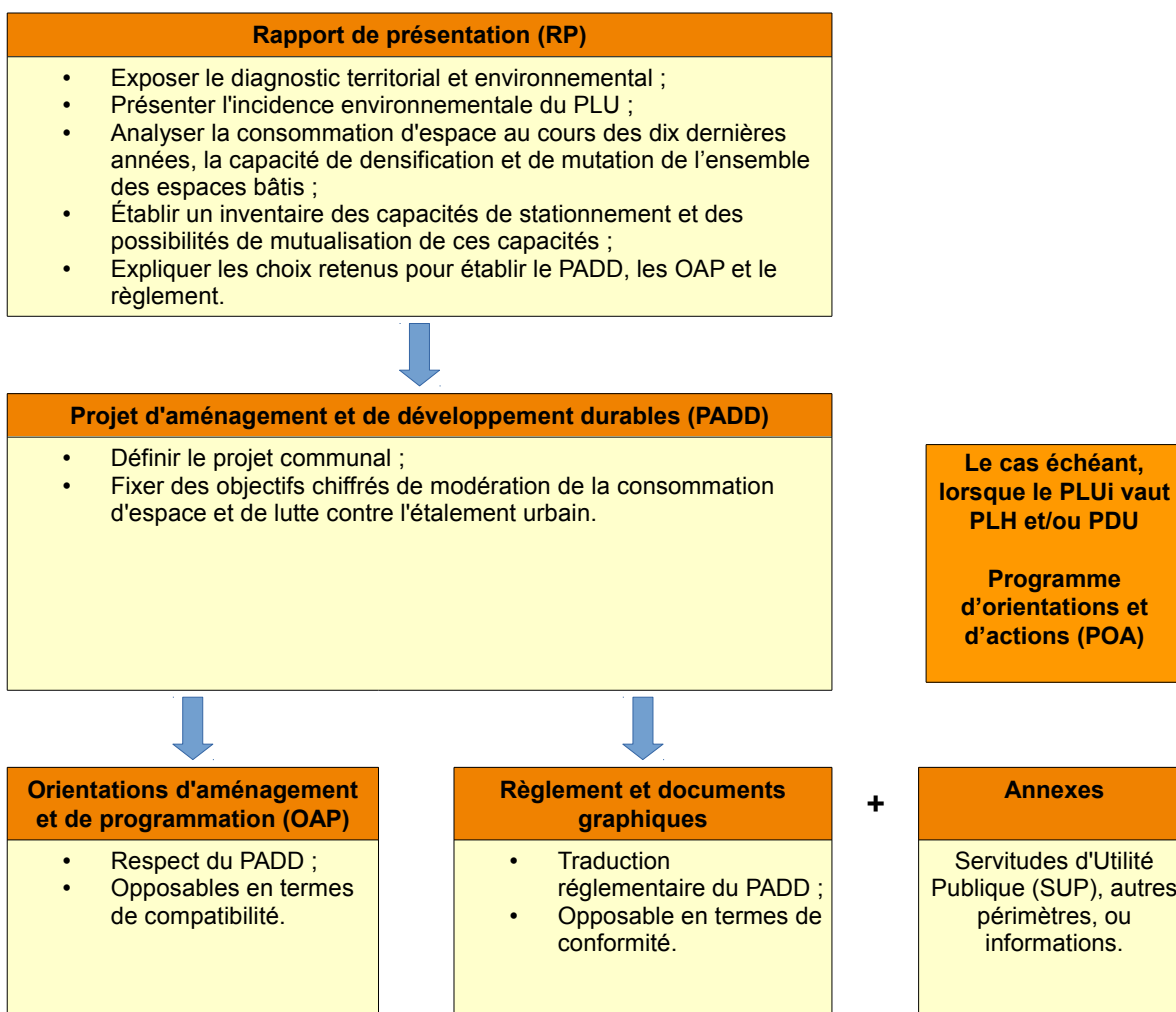 Rapport de présentation (RP)
• Exposer le diagnostic territorial et environnemental ;
• Présenter l'incidence environnementale du PLU ;
• Analyser la consommation d'espace au cours des dix dernières
années, la capacité de densification et de mutation de l’ensemble
des espaces bâtis ;
• Établir un inventaire des capacités de stationnement et des
possibilités de mutualisation de ces capacités ;
• Expliquer les choix retenus pour établir le PADD, les OAP et le
règlement.
Projet d'aménagement et de développement durables (PADD)
• Définir le projet communal ;
• Fixer des objectifs chiffrés de modération de la consommation
d'espace et de lutte contre l'étalement urbain.
Le cas échéant,
lorsque le PLUi vaut
PLH et/ou PDU
Programme
d’orientations et
d’actions (POA)
Orientations d'aménagement
et de programmation (OAP)
• Respect du PADD ;
• Opposables en termes
de compatibilité.
Règlement et documents
graphiques
• Traduction
réglementaire du PADD ;
• Opposable en termes de
conformité.
+
Annexes
Servitudes d'Utilité
Publique (SUP), autres
périmètres, ou
informations.